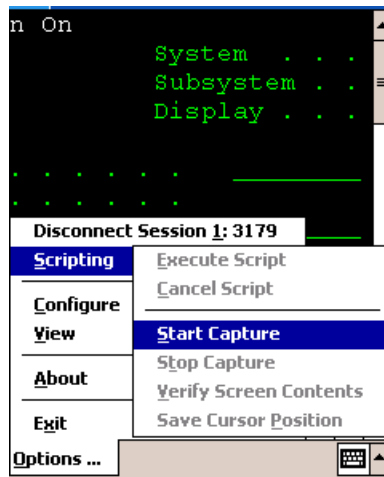 n On
System . . .
Subsystem . .
Display . . .
. . . . . .
. . . . . .
Disconnect Session 1: 3179
Scripting
Execute Script
Cancel Script
Configure
View
Start Capture
Stop Capture
About
Verify Screen Contents
Exit
Save Cursor Position
Options ...